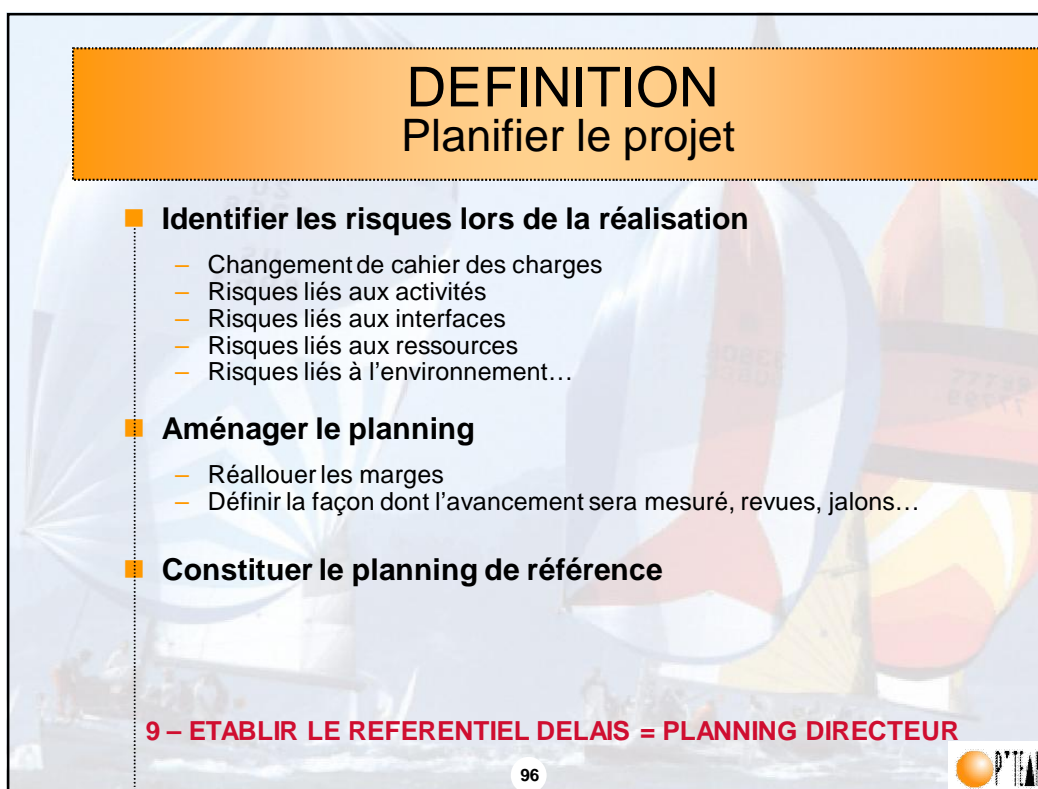 DEFINITION
Planifier le projet
Identifier les risques lors de la réalisation
– Changement de cahier des charges
– Risques liés aux activités
– Risques liés aux interfaces
– Risques liés aux ressources
– Risques liés à l'environnement…
Aménager le planning
– Réallouer les marges
– Définir la façon dont l'avancement sera mesuré, revues, jalons…
Constituer le planning de référence
9 – ETABLIR LE REFERENTIEL DELAIS = PLANNING DIRECTEUR
96